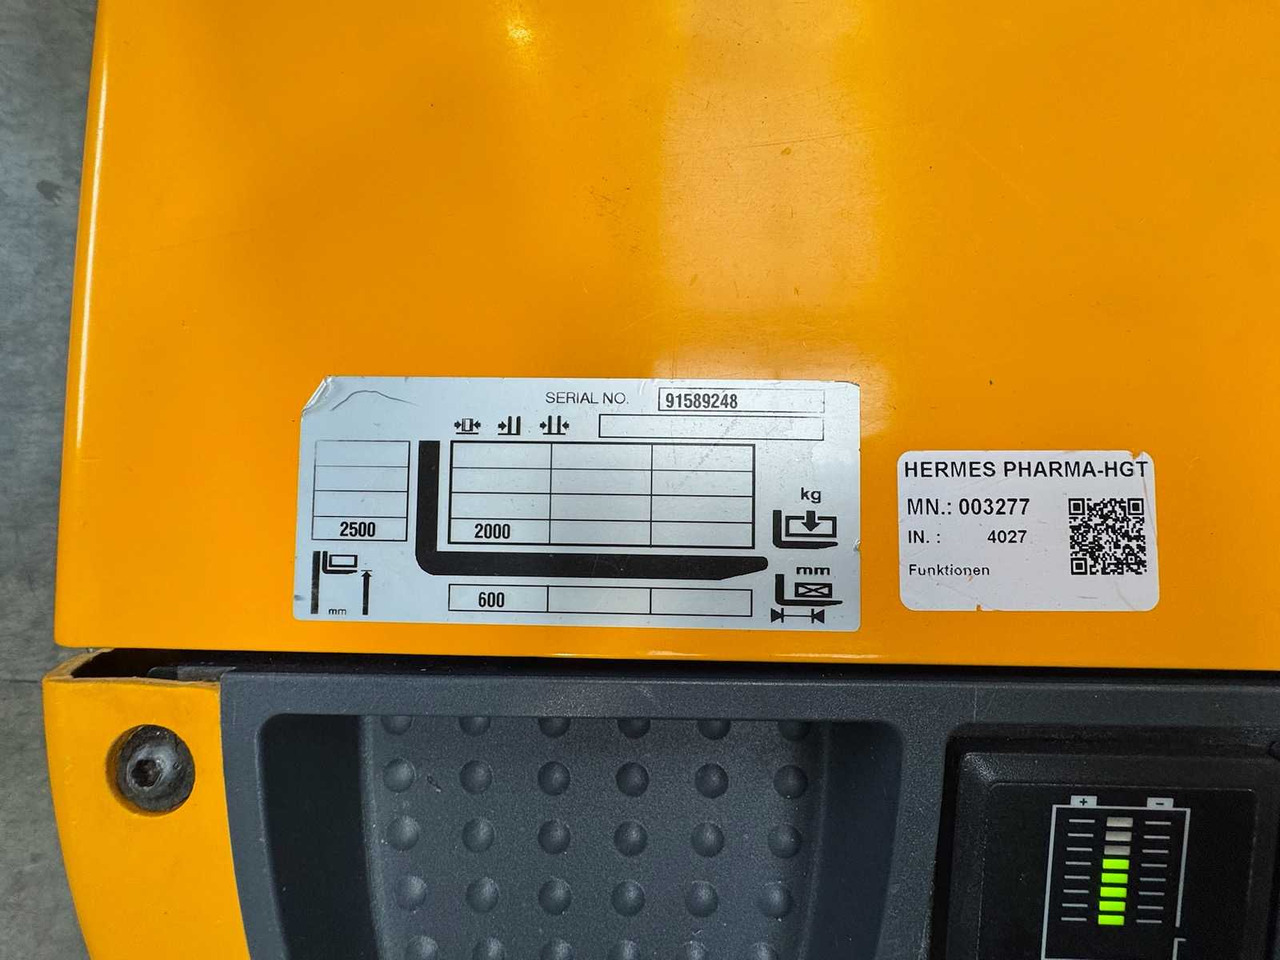 SERIAL NO. 91589248
kg
2500 2000
mm
mm
600
HERMES PHARMA-HGT
MN.: 003277
IN. : 4027
Funktionen
+ −